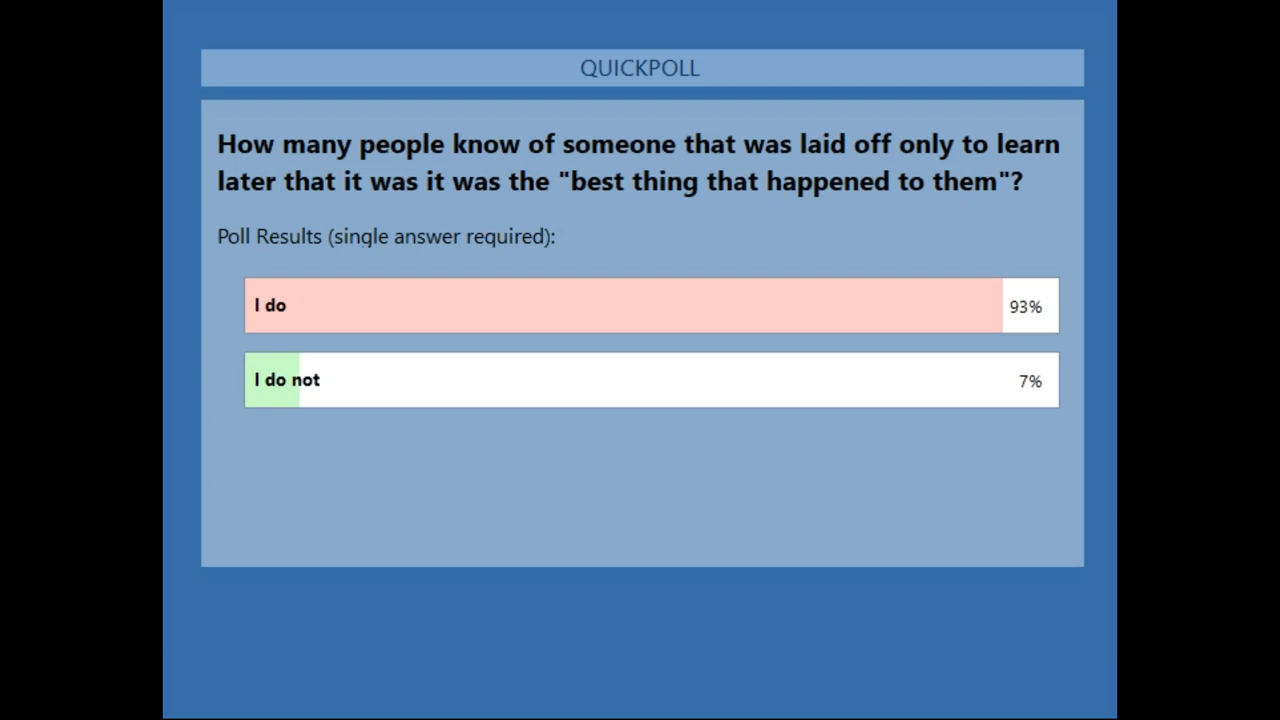 QUICKPOLL
How many people know of someone that was laid off only to learn
later that it was it was the "best thing that happened to them"?
Poll Results (single answer required):
I do 93%
I do not 7%